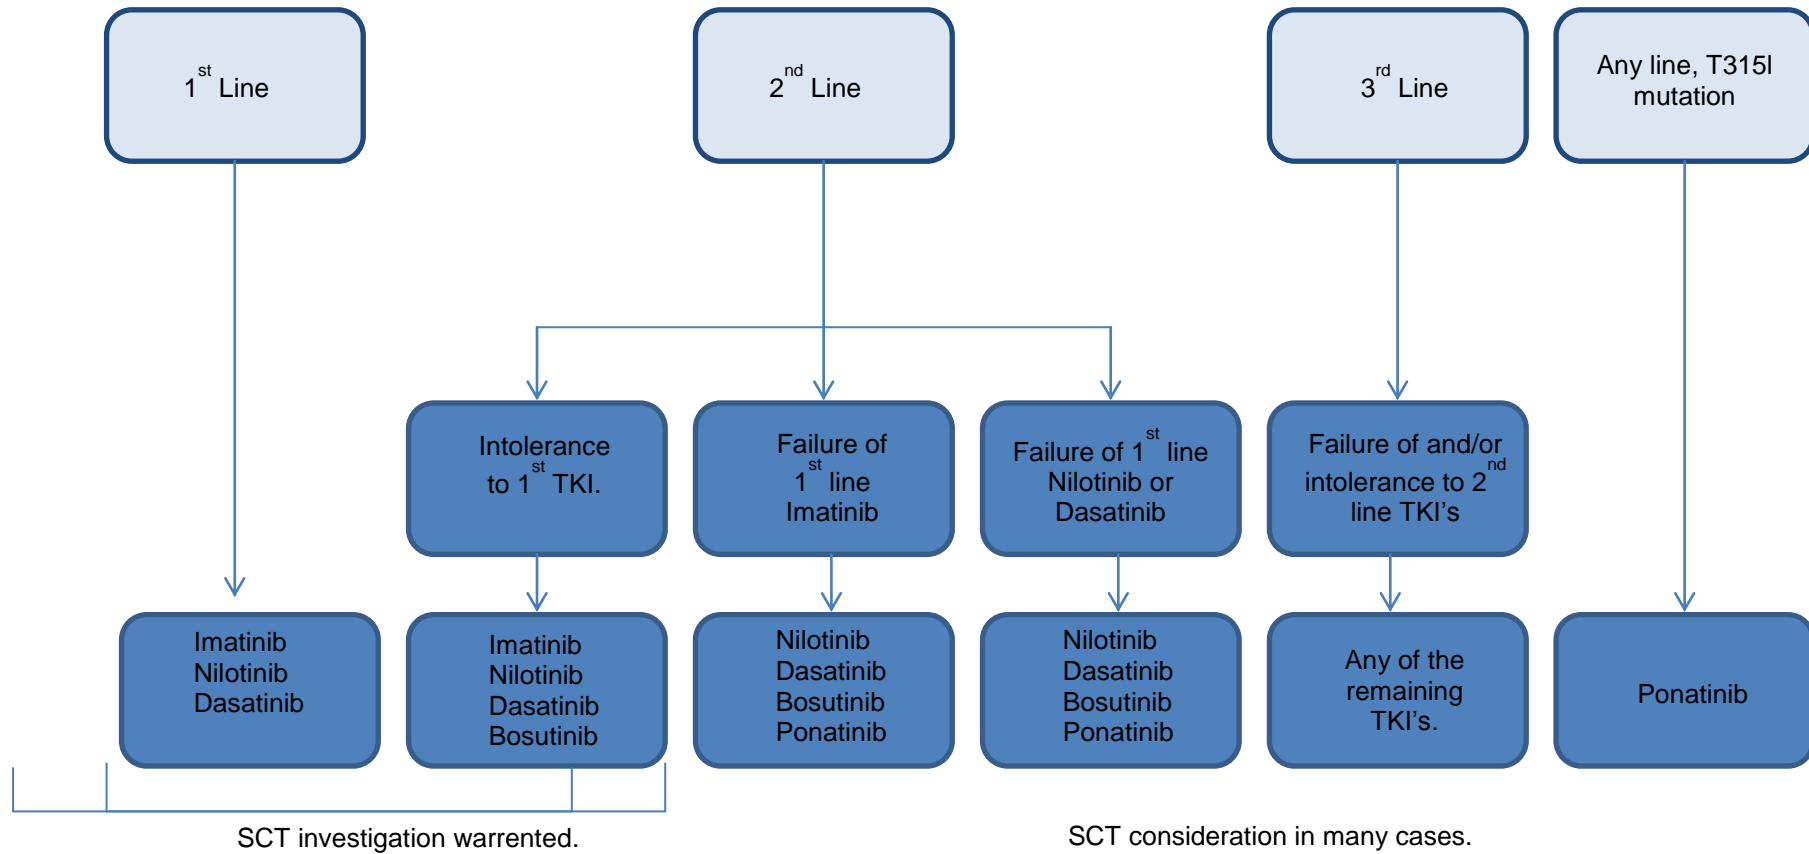 1st Line
2nd Line
3rd Line
Any line, T315I
mutation
Intolerance
to 1st TKI.
Failure of
1st line
Imatinib
Failure of 1st line
Nilotinib or
Dasatinib
Failure of and/or
intolerance to 2nd
line TKI's
Imatinib
Nilotinib
Dasatinib
Imatinib
Nilotinib
Dasatinib
Bosutinib
Nilotinib
Dasatinib
Bosutinib
Ponatinib
Nilotinib
Dasatinib
Bosutinib
Ponatinib
Any of the
remaining
TKI's.
Ponatinib
SCT investigation warrented.
SCT consideration in many cases.